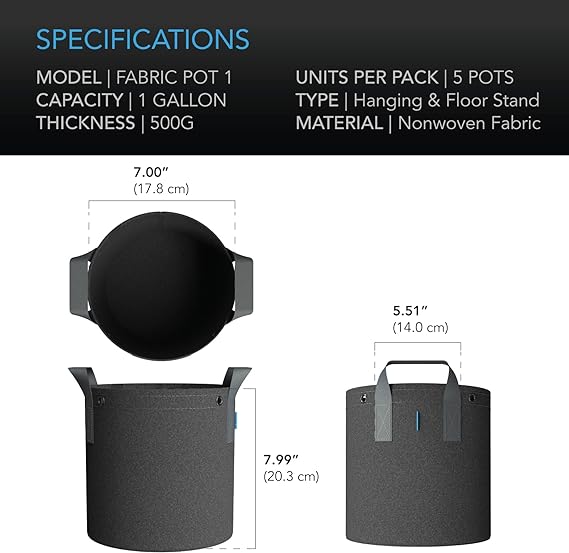 SPECIFICATIONS
MODEL | FABRIC POT 1
CAPACITY | 1 GALLON
THICKNESS | 500G
UNITS PER PACK | 5 POTS
TYPE | Hanging & Floor Stand
MATERIAL | Nonwoven Fabric
7.00”
(17.8 cm)
5.51”
(14.0 cm)
7.99”
(20.3 cm)